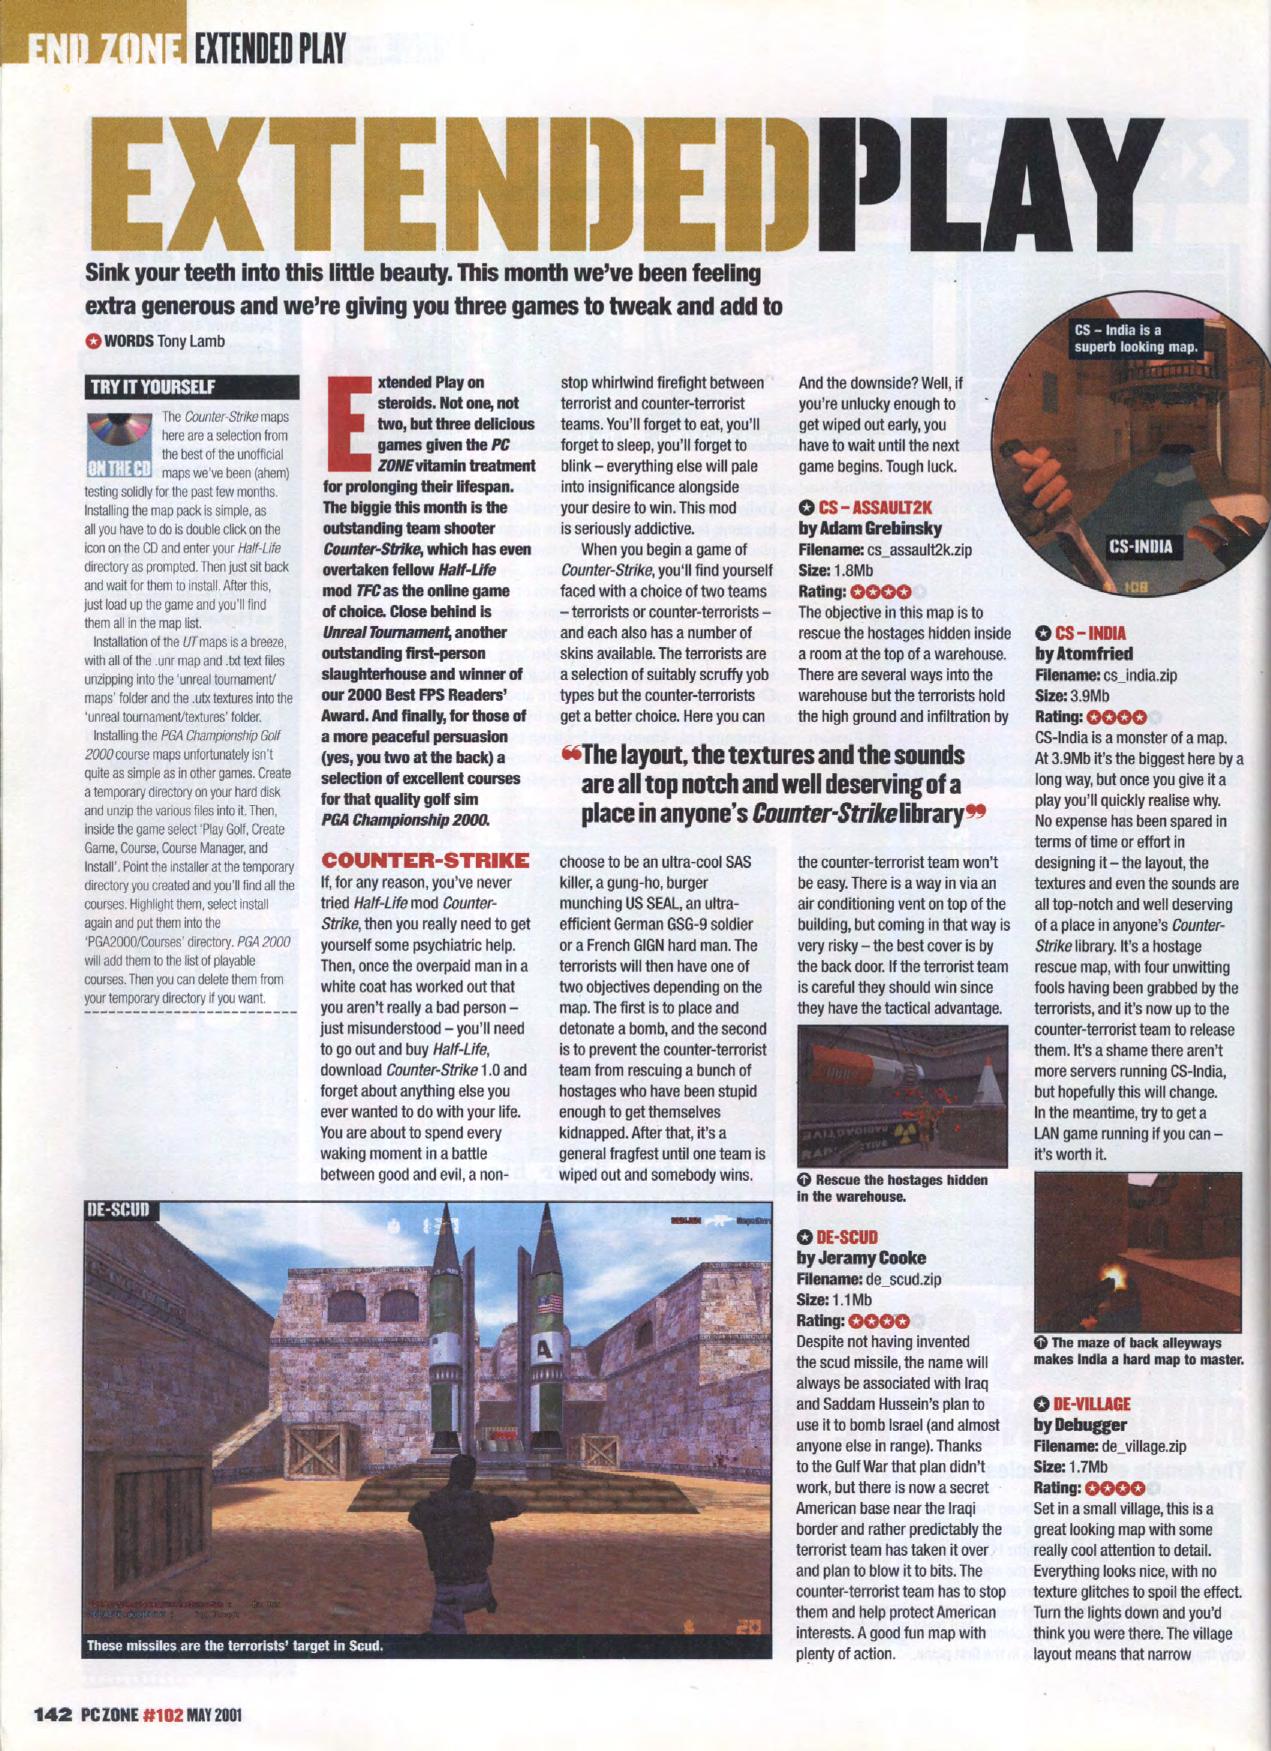 END ZONE EXTENDED PLAY
EXTENDEDPLAY
Sink your teeth into this little beauty. This month we've been feeling
extra generous and we're giving you three games to tweak and add to
WORDS Tony Lamb
TRY IT YOURSELF
ON THE CD
The Counter-Strike maps
here are a selection from
the best of the unofficial
maps we've been (ahem)
testing solidly for the past few months.
Installing the map pack is simple, as
all you have to do is double click on the
icon on the CD and enter your Half-Life
directory as prompted. Then just sit back
and wait for them to install. After this,
just load up the game and you'll find
them all in the map list.
Installation of the UT maps is a breeze,
with all of the .unr map and .txt text files
unzipping into the 'unreal tournament/
maps' folder and the .utx textures into the
'unreal tournament/textures' folder.
Installing the PGA Championship Golf
2000 course maps unfortunately isn't
quite as simple as in other games. Create
a temporary directory on your hard disk
and unzip the various files into it. Then,
inside the game select 'Play Golf, Create
Game, Course, Course Manager, and
Install'. Point the installer at the temporary
directory you created and you'll find all the
courses. Highlight them, select install
again and put them into the
'PGA2000/Courses' directory. PGA 2000
will add them to the list of playable
courses. Then you can delete them from
your temporary directory if you want.
Extended Play on
steroids. Not one, not
two, but three delicious
games given the PC
ZONE vitamin treatment
for prolonging their lifespan.
The biggie this month is the
outstanding team shooter
Counter-Strike, which has even
overtaken fellow Half-Life
mod TFC as the online game
of choice. Close behind is
Unreal Tournament, another
outstanding first-person
slaughterhouse and winner of
our 2000 Best FPS Readers'
Award. And finally, for those of
a more peaceful persuasion
(yes, you two at the back) a
selection of excellent courses
for that quality golf sim
PGA Championship 2000.
COUNTER-STRIKE
If, for any reason, you've never
tried Half-Life mod Counter-
Strike, then you really need to get
yourself some psychiatric help.
Then, once the overpaid man in a
white coat has worked out that
you aren't really a bad person –
just misunderstood – you'll need
to go out and buy Half-Life,
download Counter-Strike 1.0 and
forget about anything else you
ever wanted to do with your life.
You are about to spend every
waking moment in a battle
between good and evil, a non-
stop whirlwind firefight between
terrorist and counter-terrorist
teams. You'll forget to eat, you'll
forget to sleep, you'll forget to
blink – everything else will pale
into insignificance alongside
your desire to win. This mod
is seriously addictive.
When you begin a game of
Counter-Strike, you'll find yourself
faced with a choice of two teams
– terrorists or counter-terrorists –
and each also has a number of
skins available. The terrorists are
a selection of suitably scruffy yob
types but the counter-terrorists
get a better choice. Here you can
“The layout, the textures and the sounds
are all top notch and well deserving of a
place in anyone's Counter-Strike library”
choose to be an ultra-cool SAS
killer, a gung-ho, burger
munching US SEAL, an ultra-
efficient German GSG-9 soldier
or a French GIGN hard man. The
terrorists will then have one of
two objectives depending on the
map. The first is to place and
detonate a bomb, and the second
is to prevent the counter-terrorist
team from rescuing a bunch of
hostages who have been stupid
enough to get themselves
kidnapped. After that, it's a
general fragfest until one team is
wiped out and somebody wins.
And the downside? Well, if
you're unlucky enough to
get wiped out early, you
have to wait until the next
game begins. Tough luck.
CS – ASSAULT2K
by Adam Grebinsky
Filename: cs_assault2k.zip
Size: 1.8Mb
Rating:
The objective in this map is to
rescue the hostages hidden inside
a room at the top of a warehouse.
There are several ways into the
warehouse but the terrorists hold
the high ground and infiltration by
the counter-terrorist team won't
be easy. There is a way in via an
air conditioning vent on top of the
building, but coming in that way is
very risky – the best cover is by
the back door. If the terrorist team
is careful they should win since
they have the tactical advantage.
Rescue the hostages hidden
in the warehouse.
DE-SCUD
by Jeramy Cooke
Filename: de_scud.zip
Size: 1.1Mb
Rating:
Despite not having invented
the scud missile, the name will
always be associated with Iraq
and Saddam Hussein's plan to
use it to bomb Israel (and almost
anyone else in range). Thanks
to the Gulf War that plan didn't
work, but there is now a secret
American base near the Iraqi
border and rather predictably the
terrorist team has taken it over
and plan to blow it to bits. The
counter-terrorist team has to stop
them and help protect American
interests. A good fun map with
plenty of action.
CS – India is a
superb looking map.
CS-INDIA
108
CS – INDIA
by Atomfried
Filename: cs_india.zip
Size: 3.9Mb
Rating:
CS-India is a monster of a map.
At 3.9Mb it's the biggest here by a
long way, but once you give it a
play you'll quickly realise why.
No expense has been spared in
terms of time or effort in
designing it – the layout, the
textures and even the sounds are
all top-notch and well deserving
of a place in anyone's Counter-
Strike library. It's a hostage
rescue map, with four unwitting
fools having been grabbed by the
terrorists, and it's now up to the
counter-terrorist team to release
them. It's a shame there aren't
more servers running CS-India,
but hopefully this will change.
In the meantime, try to get a
LAN game running if you can –
it's worth it.
The maze of back alleyways
makes India a hard map to master.
DE-VILLAGE
by Debugger
Filename: de_village.zip
Size: 1.7Mb
Rating:
Set in a small village, this is a
great looking map with some
really cool attention to detail.
Everything looks nice, with no
texture glitches to spoil the effect.
Turn the lights down and you'd
think you were there. The village
layout means that narrow
DE-SCUD
A
20
These missiles are the terrorists' target in Scud.
142 PCZONE #102 MAY 2001